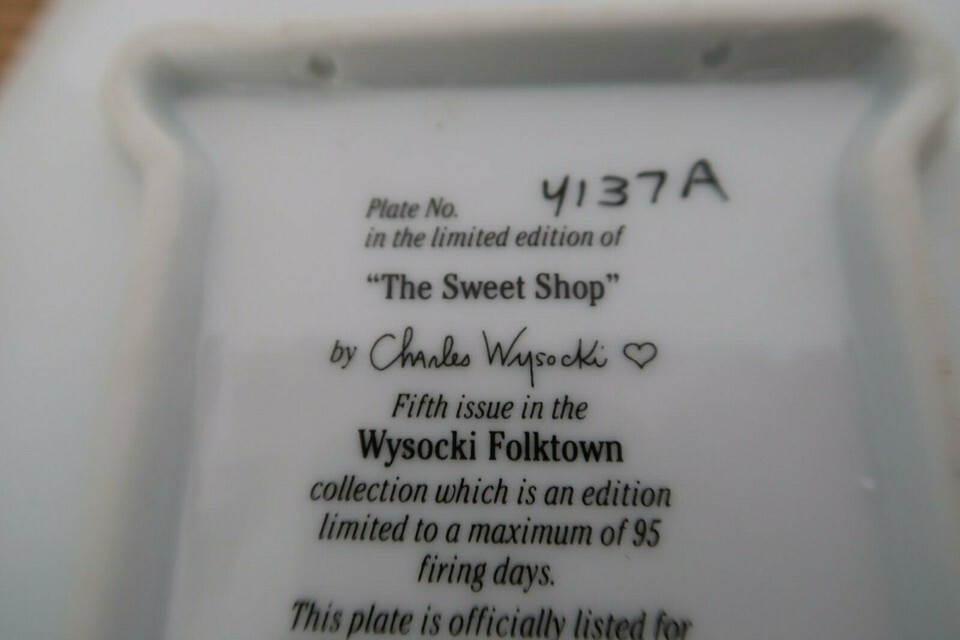 Plate No. 4137A
in the limited edition of
“The Sweet Shop”
by Charles Wysocki ♡
Fifth issue in the
Wysocki Folktown
collection which is an edition
limited to a maximum of 95
firing days.
This plate is officially listed for